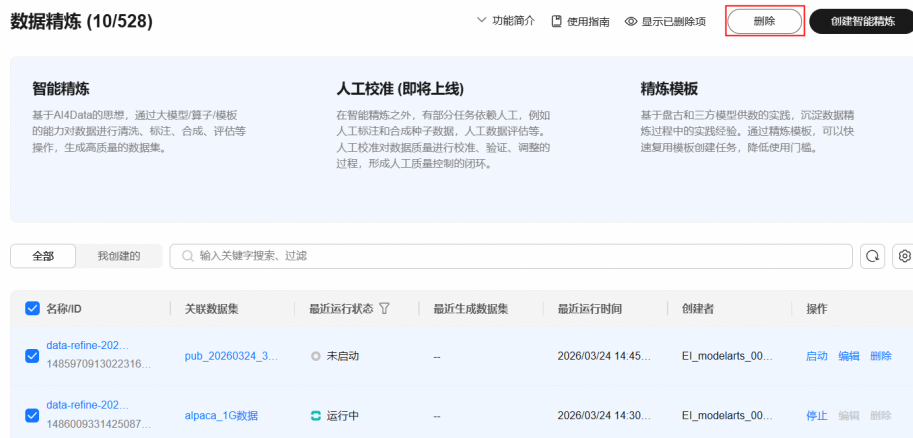 数据精炼 (10/528)
功能简介 使用指南 显示已删除项 删除 创建智能精炼
智能精炼
基于AI4Data的思想，通过大模型/算子/模板
的能力对数据进行清洗、标注、合成、评估等
操作，生成高质量的数据集。
人工校准 (即将上线)
在智能精炼之外，有部分任务依赖人工，例如
人工标注和合成种子数据，人工数据评估等。
人工校准对数据质量进行校准、验证、调整的
过程，形成人工质量控制的闭环。
精炼模板
基于盘古和三方模型供数的实践，沉淀数据精
炼过程中的实践经验。通过精炼模板，可以快
速复用模板创建任务，降低使用门槛。
全部 我创建的 输入关键字搜索、过滤
名称/ID 关联数据集 最近运行状态 最近生成数据集 最近运行时间 创建者 操作
data-refine-202...
1485970913022316... pub_20260324_3... 未启动 -- 2026/03/24 14:45... EI_modelarts_00... 启动 编辑 删除
data-refine-202...
1486009331425087... alpaca_1G数据 运行中 -- 2026/03/24 14:30... EI_modelarts_00... 停止 编辑 删除